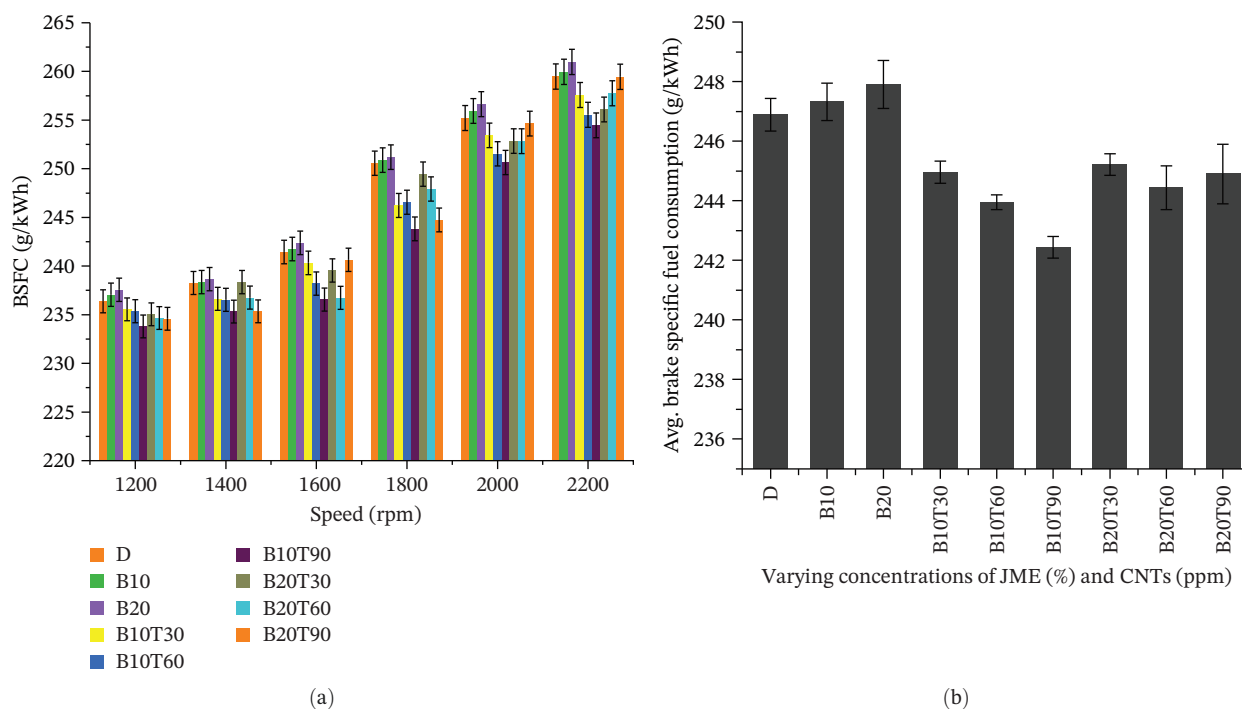 265
260
255
250
245
240
235
230
225
220
BSFC (g/kWh)
1200 1400 1600 1800 2000 2200
Speed (rpm)
D
B10
B20
B10T30
B10T60
B10T90
B20T30
B20T60
B20T90
(a)
250
248
246
244
242
240
238
236
Avg. brake specific fuel consumption (g/kWh)
D
B10
B20
B10T30
B10T60
B10T90
B20T30
B20T60
B20T90
Varying concentrations of JME (%) and CNTs (ppm)
(b)